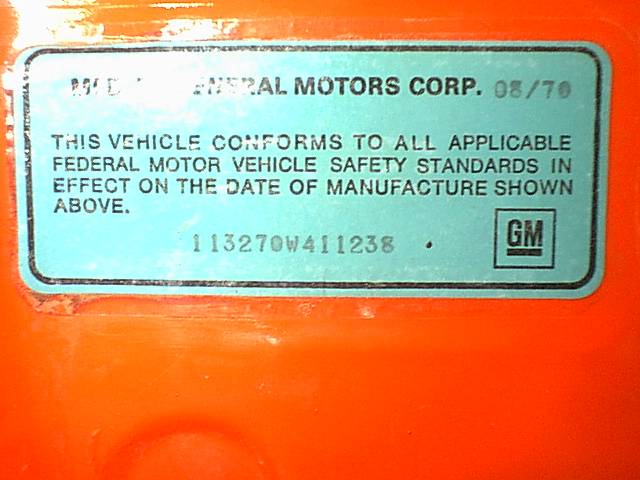 GENERAL MOTORS CORP. 08/70
THIS VEHICLE CONFORMS TO ALL APPLICABLE
FEDERAL MOTOR VEHICLE SAFETY STANDARDS IN
EFFECT ON THE DATE OF MANUFACTURE SHOWN
ABOVE.
113270W411238
GM